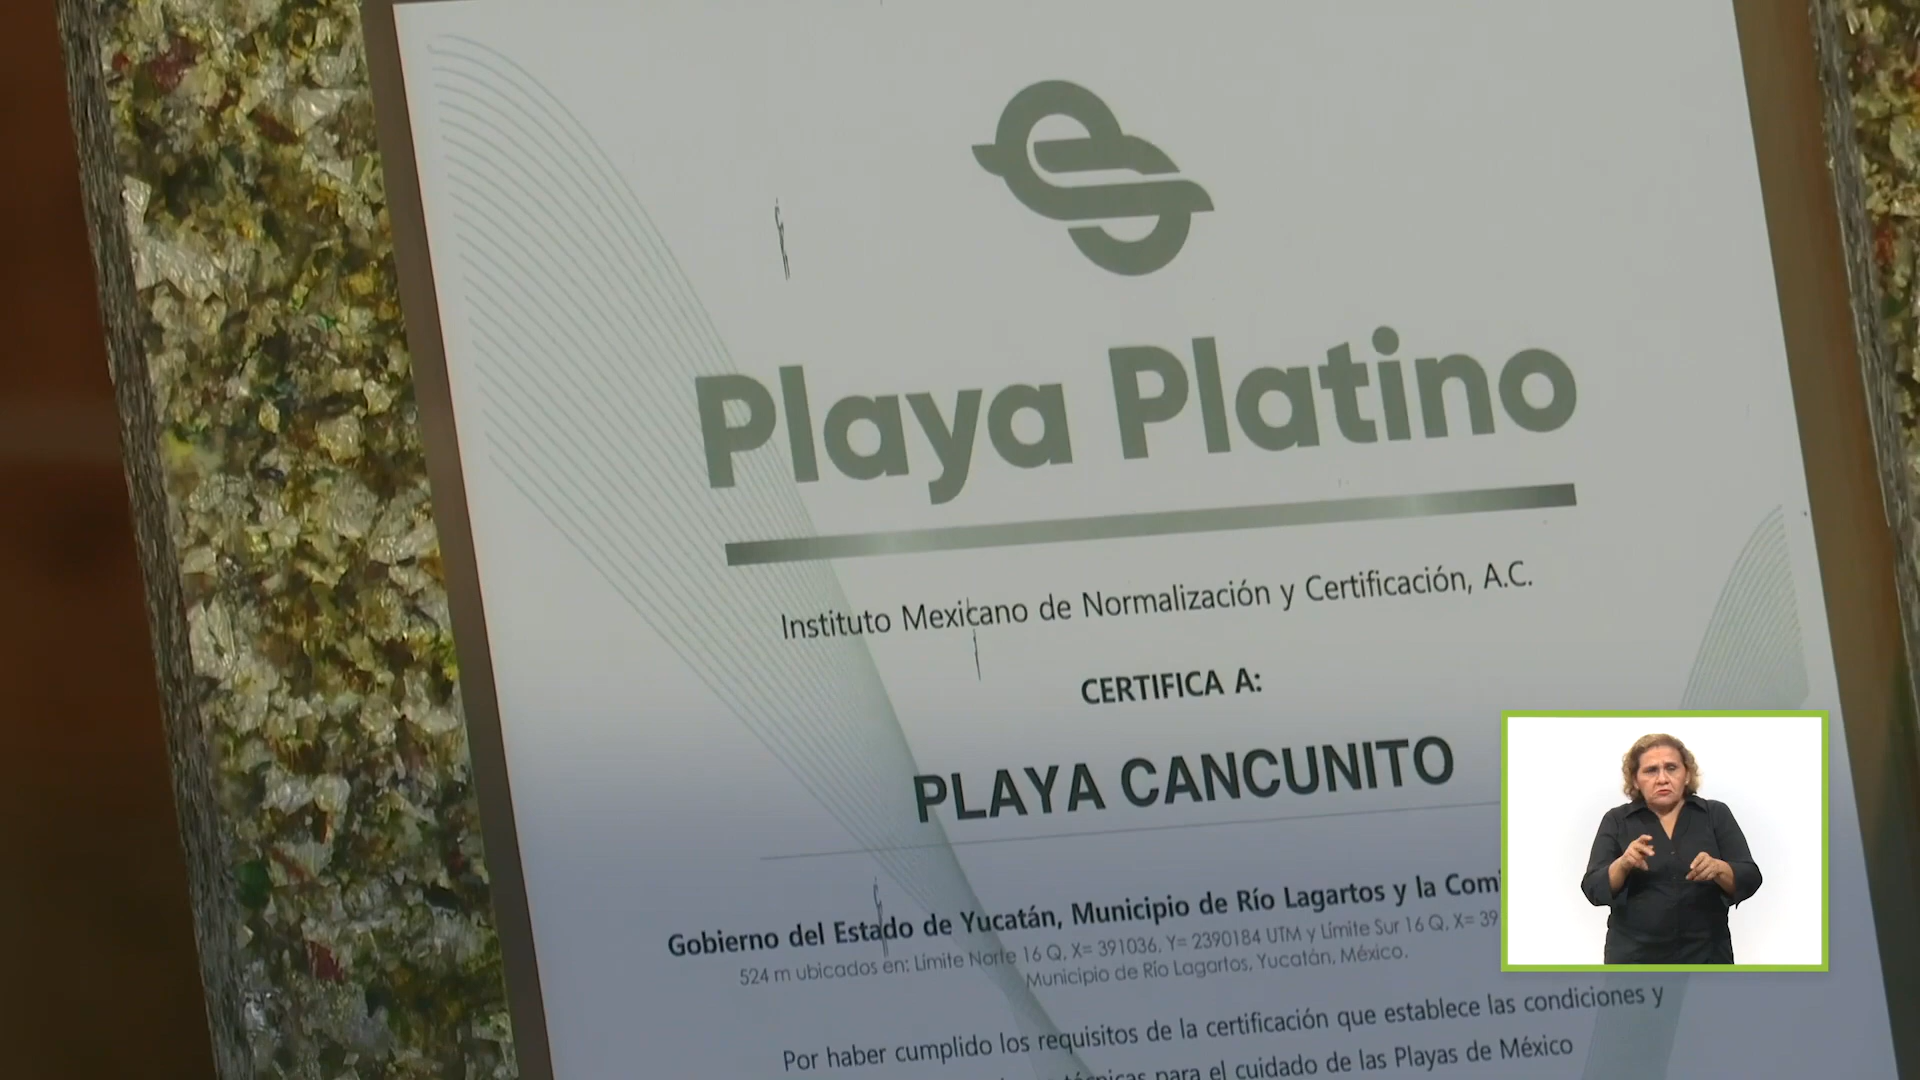 Playa Platino
Instituto Mexicano de Normalización y Certificación, A.C.
CERTIFICA A:
PLAYA CANCUNITO
Gobierno del Estado de Yucatán, Municipio de Río Lagartos y la
524 m ubicados en: Límite Norte 16 Q, X= 391036, Y= 2390184 UTM y Límite Sur 16 Q, X=
Municipio de Río Lagartos, Yucatán, México.
Por haber cumplido los requisitos de la certificación que establece las condiciones y
para el cuidado de las Playas de México